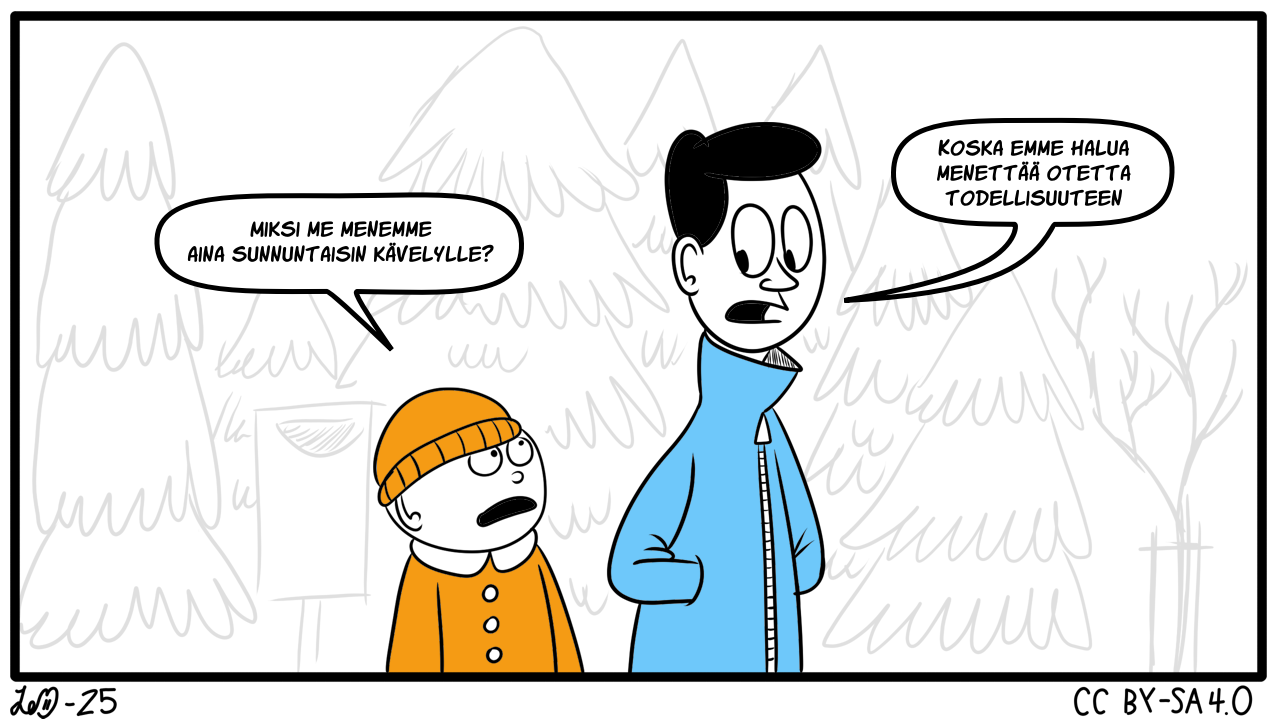 MIKSI ME MENEMME
AINA SUNNUNTAISIN KÄVELYLLE?
KOSKA EMME HALUA
MENETTÄÄ OTETTA
TODELLISUUTEEN
-25
CC BY-SA 4.0